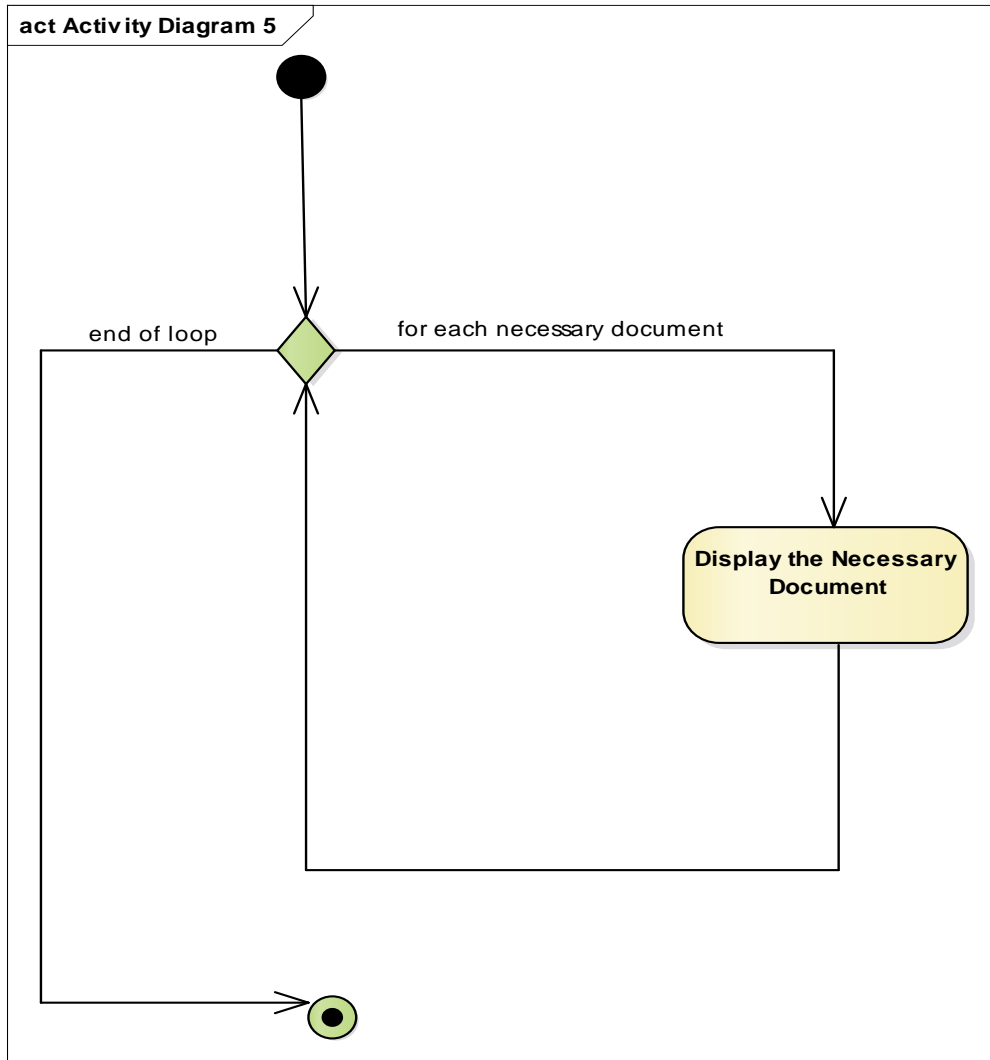 act Activity Diagram 5
end of loop
for each necessary document
Display the Necessary
Document